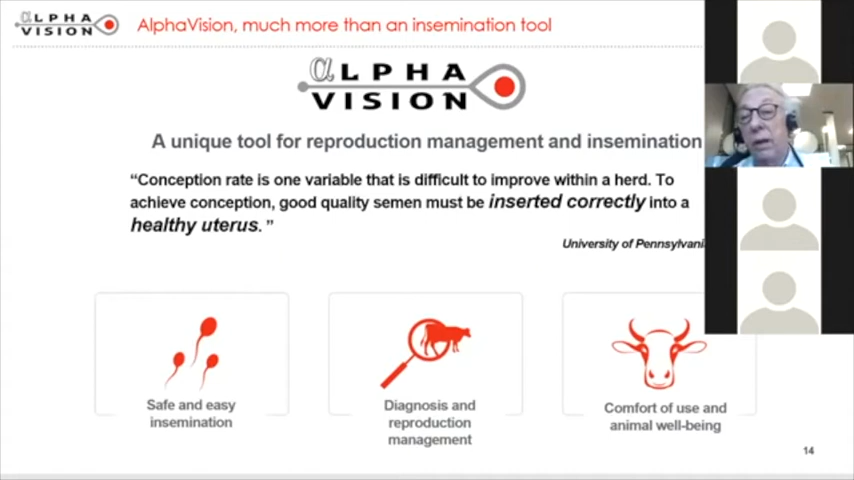 ALPHA
VISION
AlphaVision, much more than an insemination tool
ALPHA
VISION
A unique tool for reproduction management and insemination
“Conception rate is one variable that is difficult to improve within a herd. To
achieve conception, good quality semen must be inserted correctly into a
healthy uterus. ”
University of
Safe and easy
insemination
Diagnosis and
reproduction
management
Comfort of use and
animal well-being
14